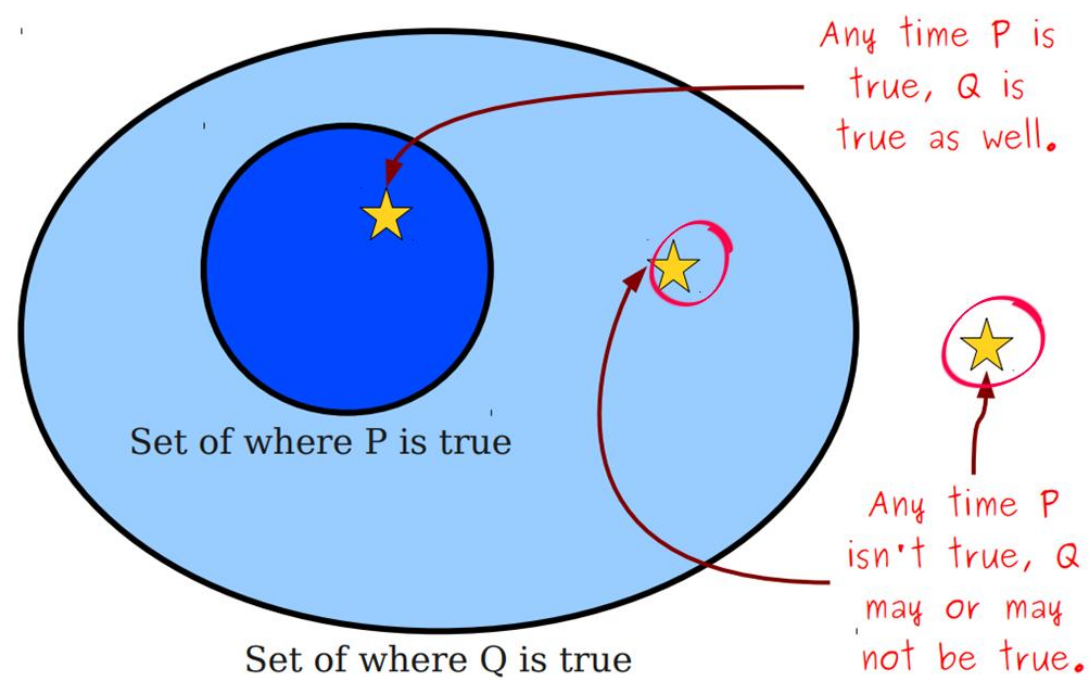 Any time P is
true, Q is
true as well.
Set of where P is true
Any time P
isn't true, Q
may or may
not be true.
Set of where Q is true